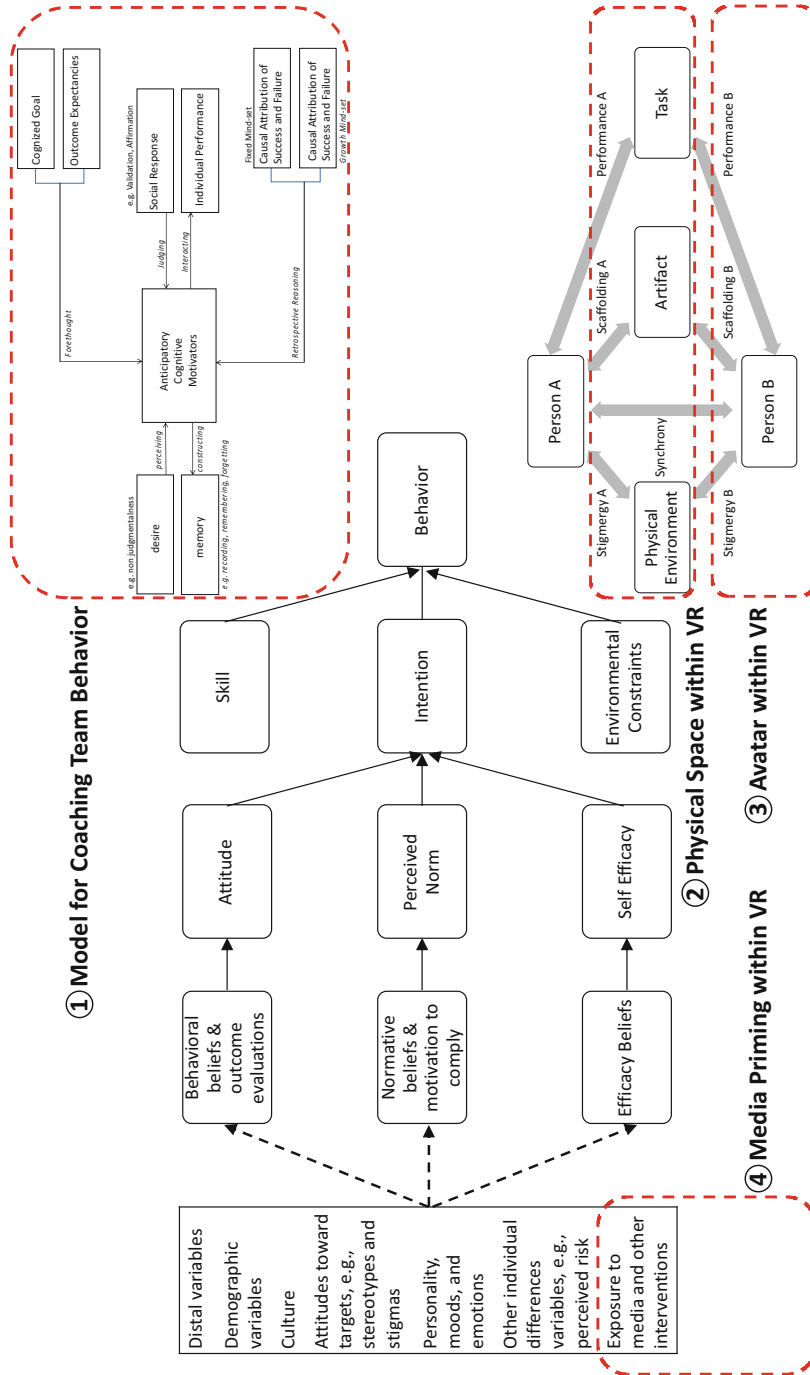 ① Model for Coaching Team Behavior
Distal variables
Demographic
variables
Culture
Attitudes toward
targets, e.g.,
stereotypes and
stigmas
Personality,
moods, and
emotions
Other individual
differences
variables, e.g.,
perceived risk
Exposure to
media and other
interventions
Behavioral
beliefs &
outcome
evaluations
Normative
beliefs &
motivation to
comply
Efficacy Beliefs
Attitude
Perceived
Norm
Self Efficacy
Skill
Intention
Environmental
Constraints
Behavior
e.g. non judgmentalness
desire
memory
e.g. recording, remembering, forgetting
perceiving
constructing
Anticipatory
Cognitive
Motivators
Forethought
Judging
Interacting
Retrospective Reasoning
Cognized Goal
Outcome Expectancies
e.g. Validation, Affirmation
Social Response
Individual Performance
Fixed Mind-set
Causal Attribution of
Success and Failure
Causal Attribution of
Success and Failure
Growth Mind-set
② Physical Space within VR
③ Avatar within VR
④ Media Priming within VR
Person A
Stigmergy A
Scaffolding A
Performance A
Physical
Environment
Synchrony
Artifact
Task
Stigmergy B
Scaffolding B
Performance B
Person B